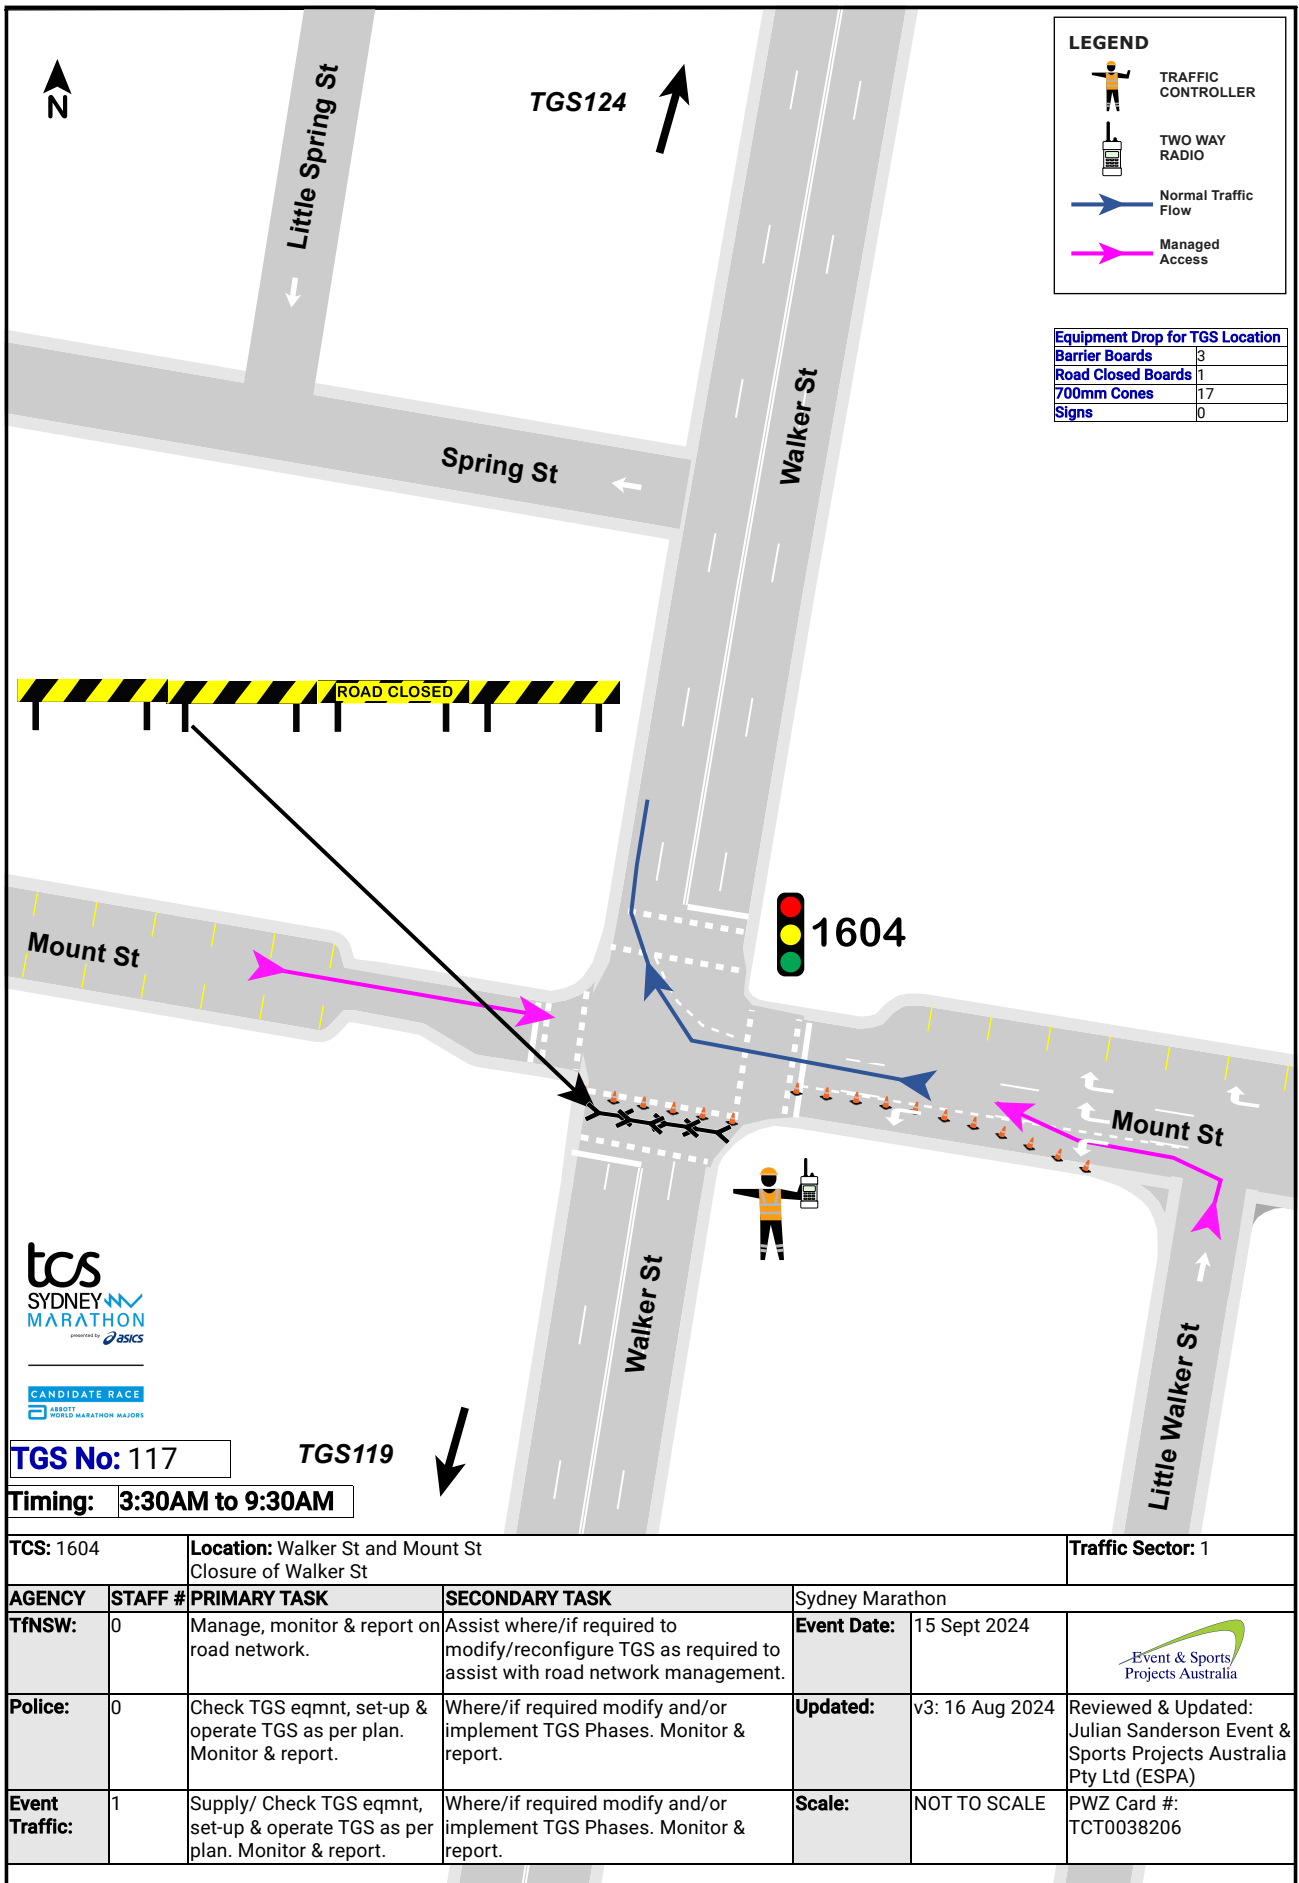 LEGEND
TRAFFIC
CONTROLLER
TWO WAY
RADIO
Normal Traffic
Flow
Managed
Access
N
TGS124
Little Spring St
Equipment Drop for TGS Location
Barrier Boards 3
Road Closed Boards 1
700mm Cones 17
Signs 0
Walker St
Spring St
ROAD CLOSED
1604
Mount St
Mount St
Walker St
Little Walker St
tcs
SYDNEY
MARATHON
presented by asics
CANDIDATE RACE
ABBOTT
WORLD MARATHON MAJORS
TGS No: 117
TGS119
Timing: 3:30AM to 9:30AM
TCS: 1604
Location: Walker St and Mount St
Closure of Walker St
Traffic Sector: 1
AGENCY STAFF # PRIMARY TASK SECONDARY TASK Sydney Marathon
TfNSW: 0
Manage, monitor & report on
road network.
Assist where/if required to
modify/reconfigure TGS as required to
assist with road network management.
Event Date: 15 Sept 2024
Event & Sports
Projects Australia
Police: 0
Check TGS eqmnt, set-up &
operate TGS as per plan.
Monitor & report.
Where/if required modify and/or
implement TGS Phases. Monitor &
report.
Updated: v3: 16 Aug 2024
Reviewed & Updated:
Julian Sanderson Event &
Sports Projects Australia
Pty Ltd (ESPA)
Event
Traffic:
1
Supply/ Check TGS eqmnt,
set-up & operate TGS as per
plan. Monitor & report.
Where/if required modify and/or
implement TGS Phases. Monitor &
report.
Scale: NOT TO SCALE
PWZ Card #:
TCT0038206